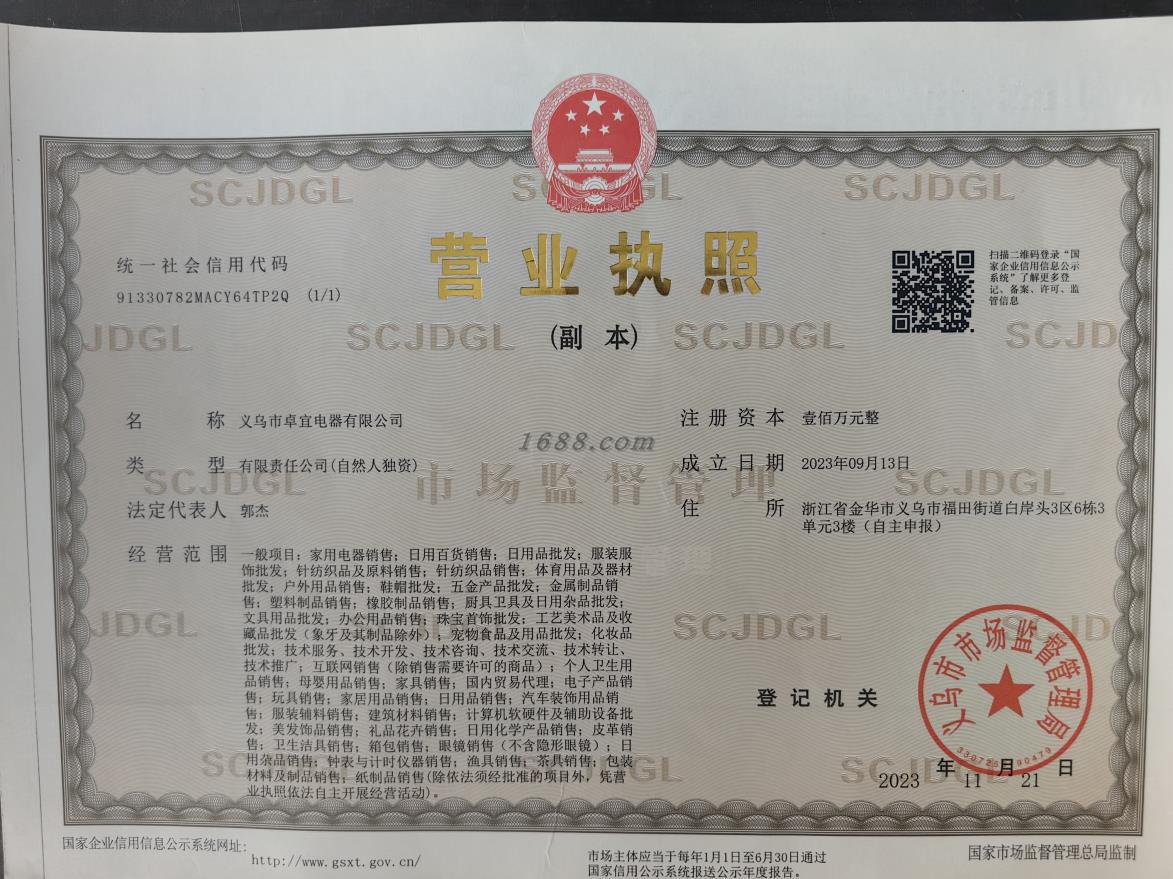 SCJDGL
SCJDGL
SCJDGL
营业执照
(副 本)
统一社会信用代码
91330782MACY64TP2Q (1/1)
扫描二维码登录“国
家企业信用信息公示
系统”了解更多登
记、备案、许可、监
管信息
JDGL
SCJDGL
SCJDGL
SCJD
名 称 义乌市卓宜电器有限公司
类 型 有限责任公司(自然人独资)
法定代表人 郭杰
注册资本 壹佰万元整
成立日期 2023年09月13日
住 所 浙江省金华市义乌市福田街道白岸头3区6栋3
单元3楼（自主申报）
1688.com
SCJDGL
市场监督管理
SCJDGL
经营范围 一般项目：家用电器销售；日用百货销售；日用品批发；服装服
饰批发；针纺织品及原料销售；针纺织品销售；体育用品及器材
批发；户外用品销售；鞋帽批发；五金产品批发；金属制品销
售；塑料制品销售；橡胶制品销售；厨具卫具及日用杂品批发；
文具用品批发；办公用品销售；珠宝首饰批发；工艺美术品及收
藏品批发（象牙及其制品除外）；宠物食品及用品批发；化妆品
批发；技术服务、技术开发、技术咨询、技术交流、技术转让、
技术推广；互联网销售（除销售需要许可的商品）；个人卫生用
品销售；母婴用品销售；家具销售；国内贸易代理；电子产品销
售；玩具销售；家居用品销售；日用品销售；汽车装饰用品销
售；服装辅料销售；建筑材料销售；计算机软硬件及辅助设备批
发；美发饰品销售；礼品花卉销售；日用化学产品销售；皮革销
售；卫生洁具销售；箱包销售；眼镜销售（不含隐形眼镜）；日
用杂品销售；钟表与计时仪器销售；渔具销售；茶具销售；包装
材料及制品销售；纸制品销售(除依法须经批准的项目外，凭营
业执照依法自主开展经营活动)。
JDGL
SCJDGL
登记机关
义乌市市场监督管理局
2023 年 11 月 21 日
国家企业信用信息公示系统网址：
http://www.gsxt.gov.cn/
市场主体应当于每年1月1日至6月30日通过
国家信用公示系统报送公示年度报告。
国家市场监督管理总局监制